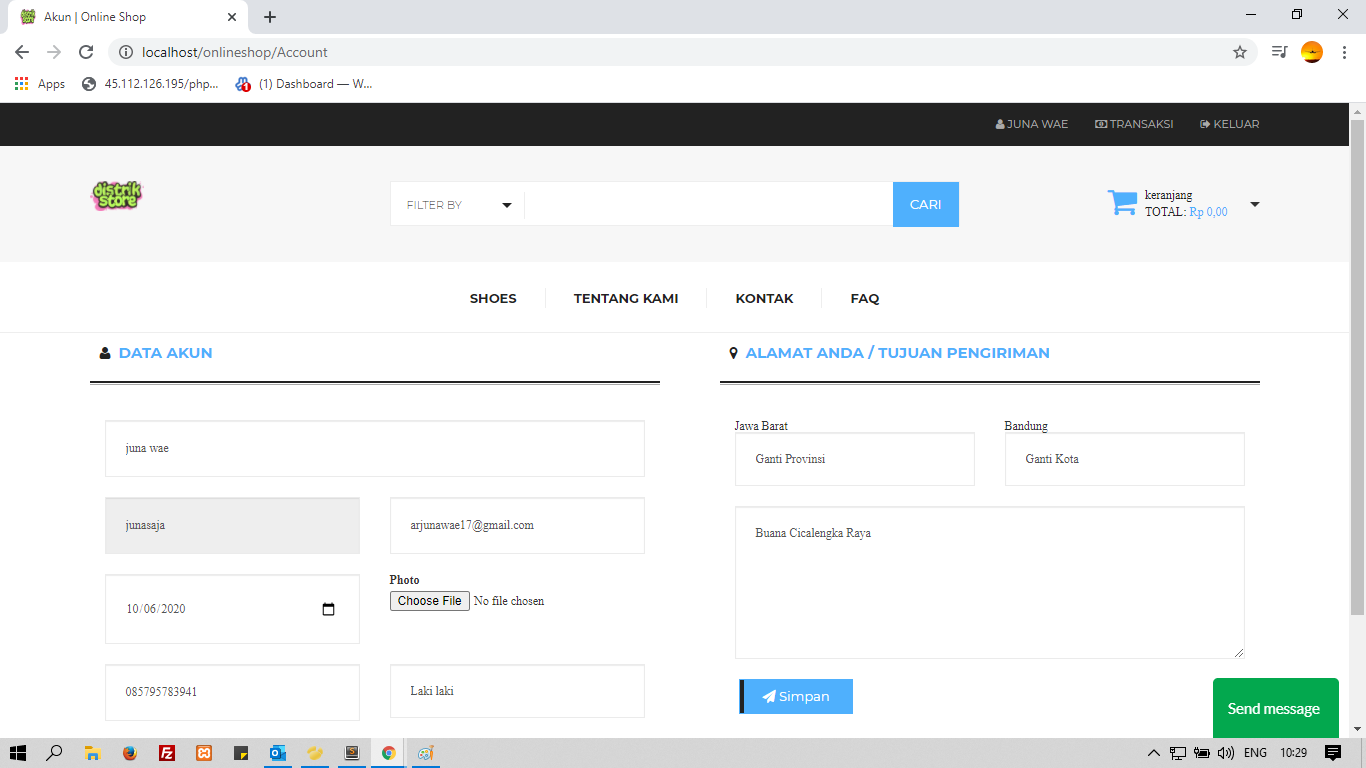 Akun | Online Shop
localhost/onlineshop/Account
Apps
45.112.126.195/php...
(1) Dashboard — W...
JUNA WAE
TRANSAKSI
KELUAR
distrik
store
FILTER BY
CARI
keranjang
TOTAL: Rp 0,00
SHOES
TENTANG KAMI
KONTAK
FAQ
DATA AKUN
juna wae
junasaja
arjunawae17@gmail.com
10/06/2020
Photo
Choose File No file chosen
085795783941
Laki laki
ALAMAT ANDA / TUJUAN PENGIRIMAN
Jawa Barat
Ganti Provinsi
Bandung
Ganti Kota
Buana Cicalengka Raya
Simpan
Send message
ENG
10:29